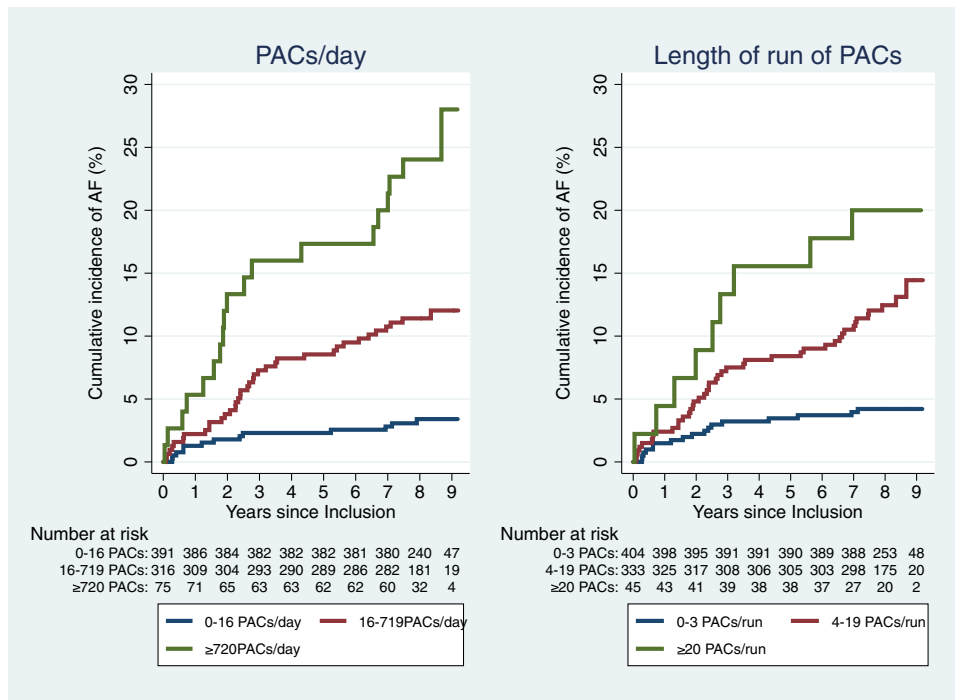 PACs/day
Cumulative incidence of AF (%)
30
25
20
15
10
5
0
0 1 2 3 4 5 6 7 8 9
Years since Inclusion
Number at risk
0-16 PACs: 391 386 384 382 382 382 381 380 240 47
16-719 PACs: 316 309 304 293 290 289 286 282 181 19
≥720 PACs: 75 71 65 63 63 62 62 60 32 4
0-16 PACs/day 16-719PACs/day
≥720PACs/day
Length of run of PACs
Cumulative incidence of AF (%)
30
25
20
15
10
5
0
0 1 2 3 4 5 6 7 8 9
Years since Inclusion
Number at risk
0-3 PACs: 404 398 395 391 391 390 389 388 253 48
4-19 PACs: 333 325 317 308 306 305 303 298 175 20
≥20 PACs: 45 43 41 39 38 38 37 27 20 2
0-3 PACs/run 4-19 PACs/run
≥20 PACs/run